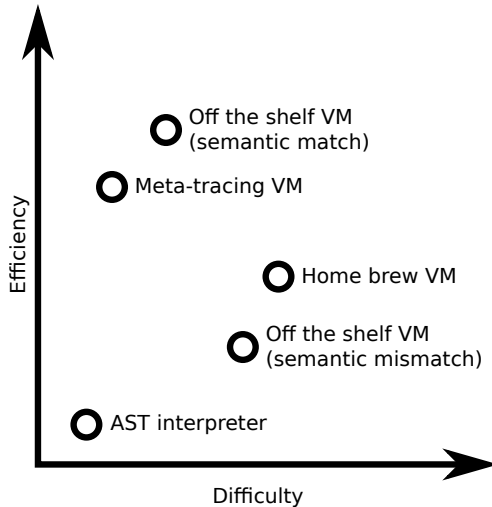 Off the shelf VM
(semantic match)
Meta-tracing VM
Efficiency
Home brew VM
Off the shelf VM
(semantic mismatch)
AST interpreter
Difficulty